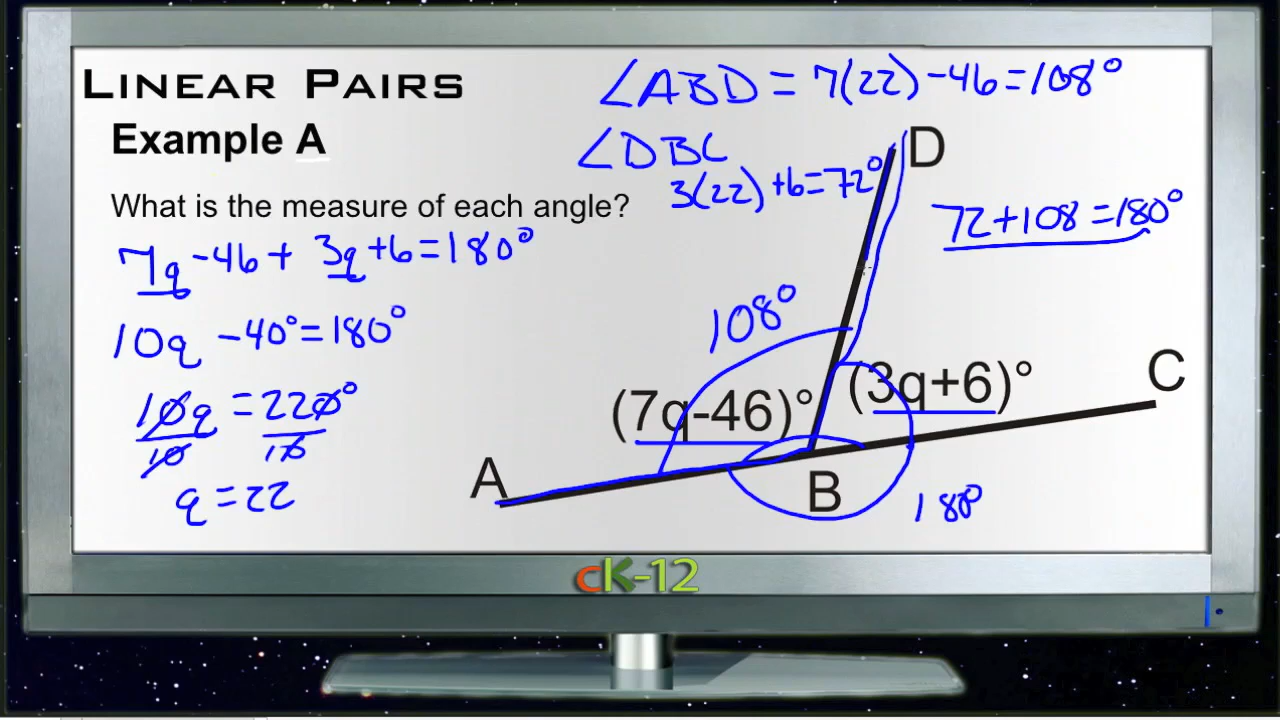 LINEAR PAIRS
Example A
What is the measure of each angle?
7q -46 + 3q +6 = 180°
10q -40° = 180°
10q = 220°
10 10
q = 22
∠ABD = 7(22) -46 = 108°
∠DBC
3(22) +6 = 72°
72 + 108 = 180°
D
108°
(7q-46)°
(3q+6)°
C
A
B
180°
cK-12